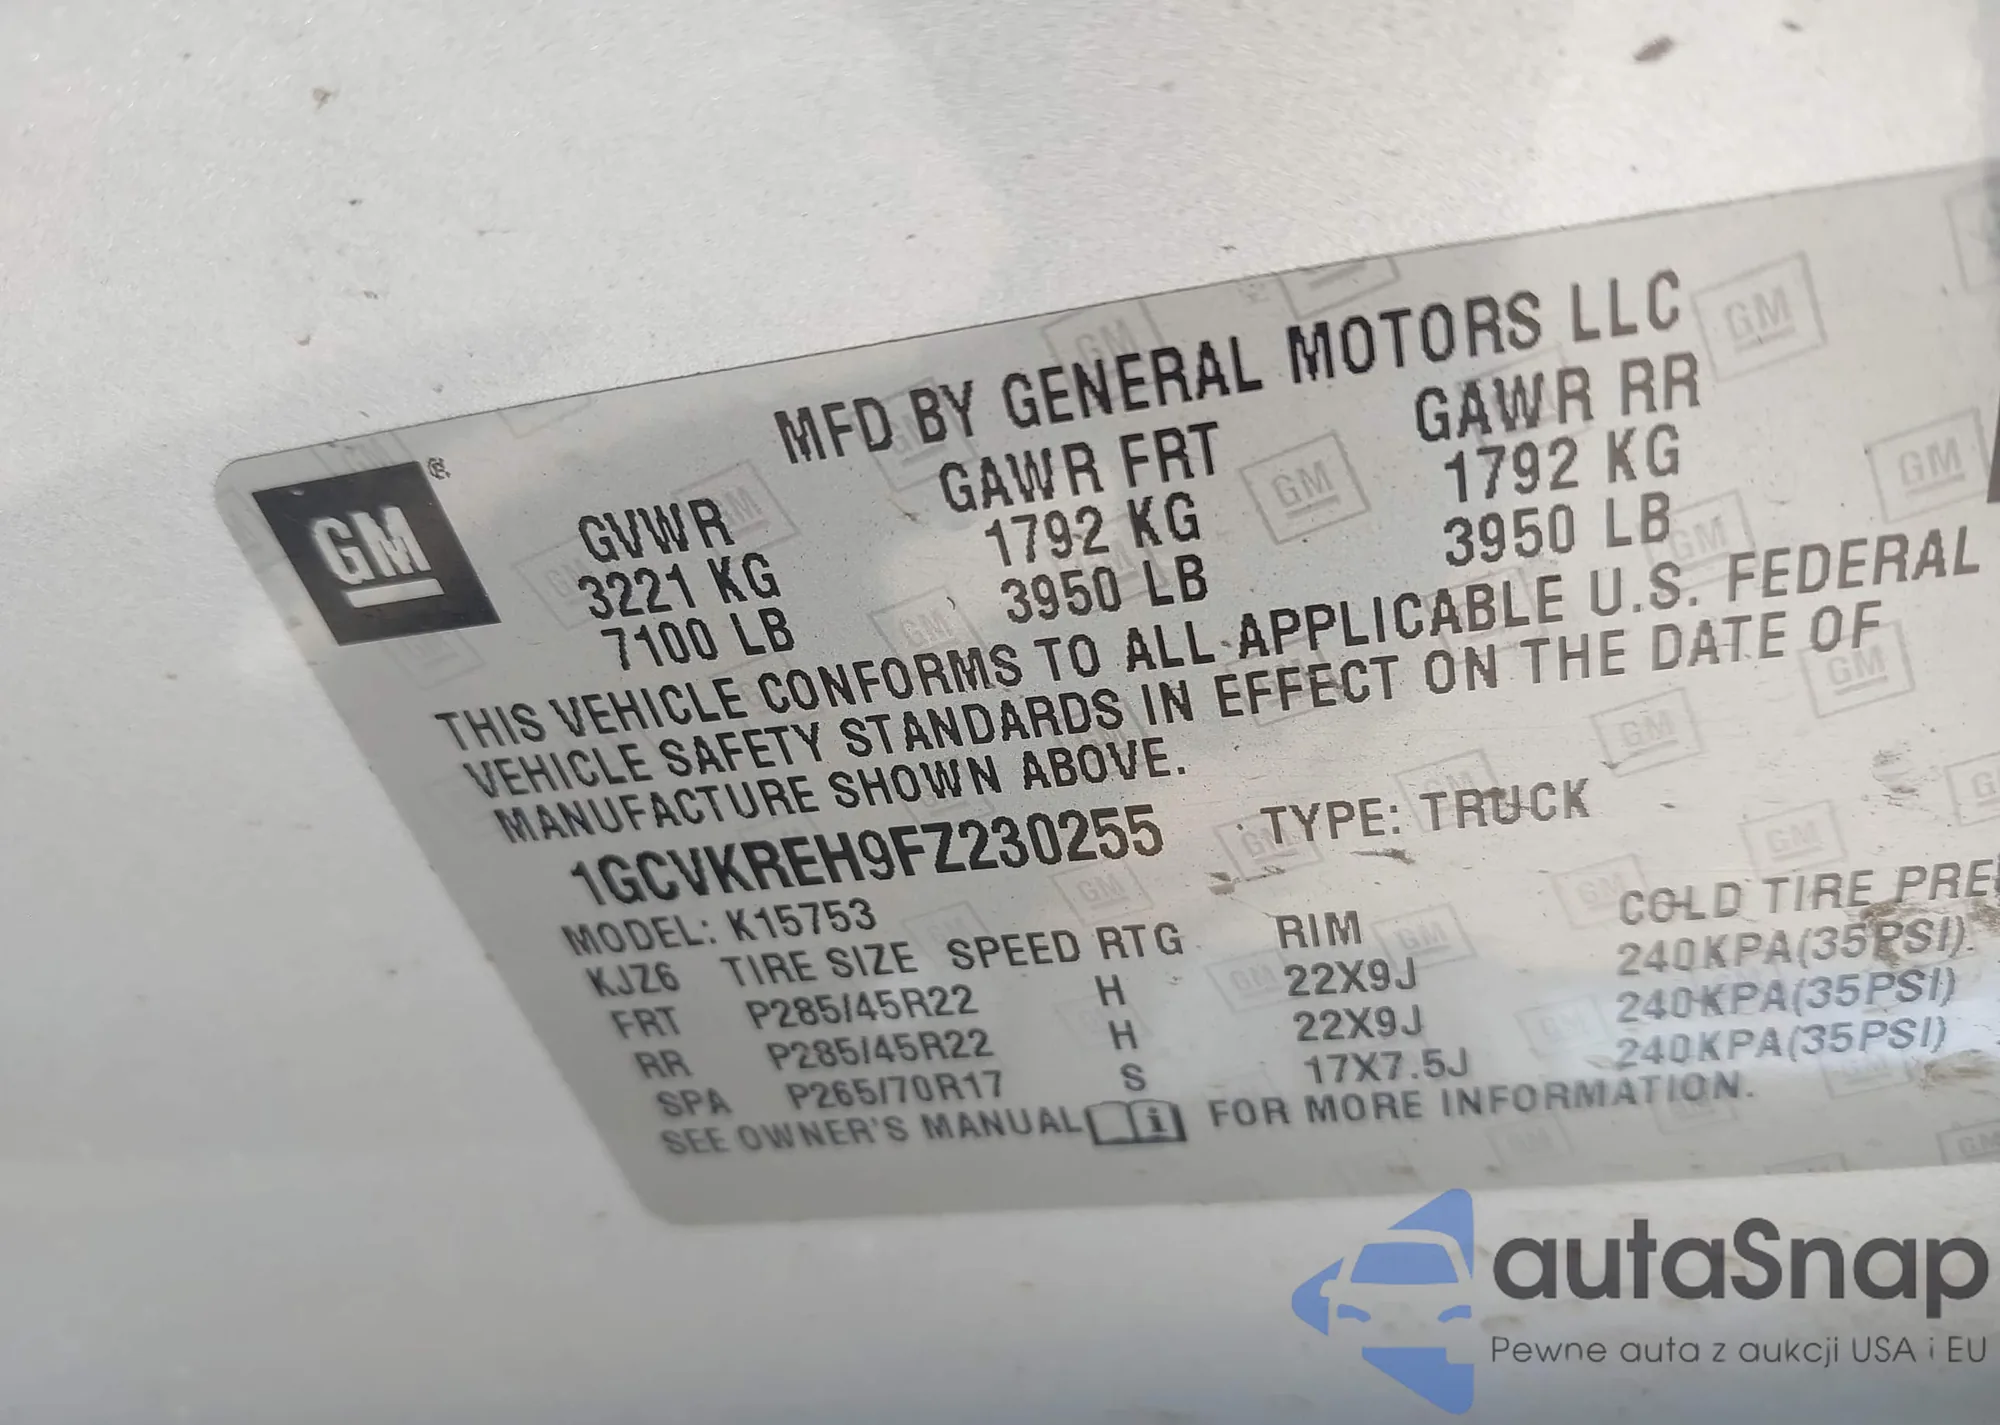 MFD BY GENERAL MOTORS LLC
GM ®
GVWR GAWR FRT GAWR RR
3221 KG 1792 KG 1792 KG
7100 LB 3950 LB 3950 LB
THIS VEHICLE CONFORMS TO ALL APPLICABLE U.S. FEDERAL
VEHICLE SAFETY STANDARDS IN EFFECT ON THE DATE OF
MANUFACTURE SHOWN ABOVE.
1GCVKREH9FZ230255 TYPE: TRUCK
MODEL: K15753
KJZ6 TIRE SIZE SPEED RTG RIM COLD TIRE PRE
FRT P285/45R22 H 22X9J 240KPA(35PSI)
RR P285/45R22 H 22X9J 240KPA(35PSI)
SPA P265/70R17 S 17X7.5J 240KPA(35PSI)
SEE OWNER'S MANUAL i FOR MORE INFORMATION.
autaSnap
Pewne auta z aukcji USA i EU